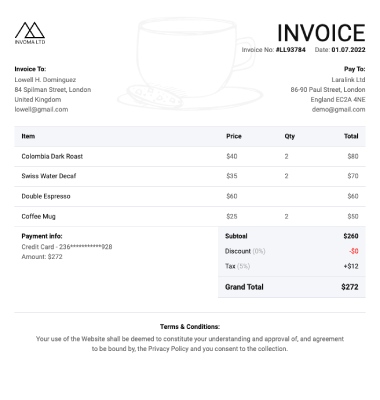 INVOICE
INVOMA LTD
Invoice No: #LL93784 Date: 01.07.2022
Invoice To:
Lowell H. Dominguez
84 Spilman Street, London
United Kingdom
lowell@gmail.com
Pay To:
Laralink Ltd
86-90 Paul Street, London
England EC2A 4NE
demo@gmail.com
Item Price Qty Total
Colombia Dark Roast $40 2 $80
Swiss Water Decaf $35 2 $70
Double Espresso $60 $60
Coffee Mug $25 2 $50
Payment info:
Credit Card - 236***********928
Amount: $272
Subtoal $260
Discount (0%) -$0
Tax (5%) +$12
Grand Total $272
Terms & Conditions:
Your use of the Website shall be deemed to constitute your understanding and approval of, and agreement
to be bound by, the Privacy Policy and you consent to the collection.